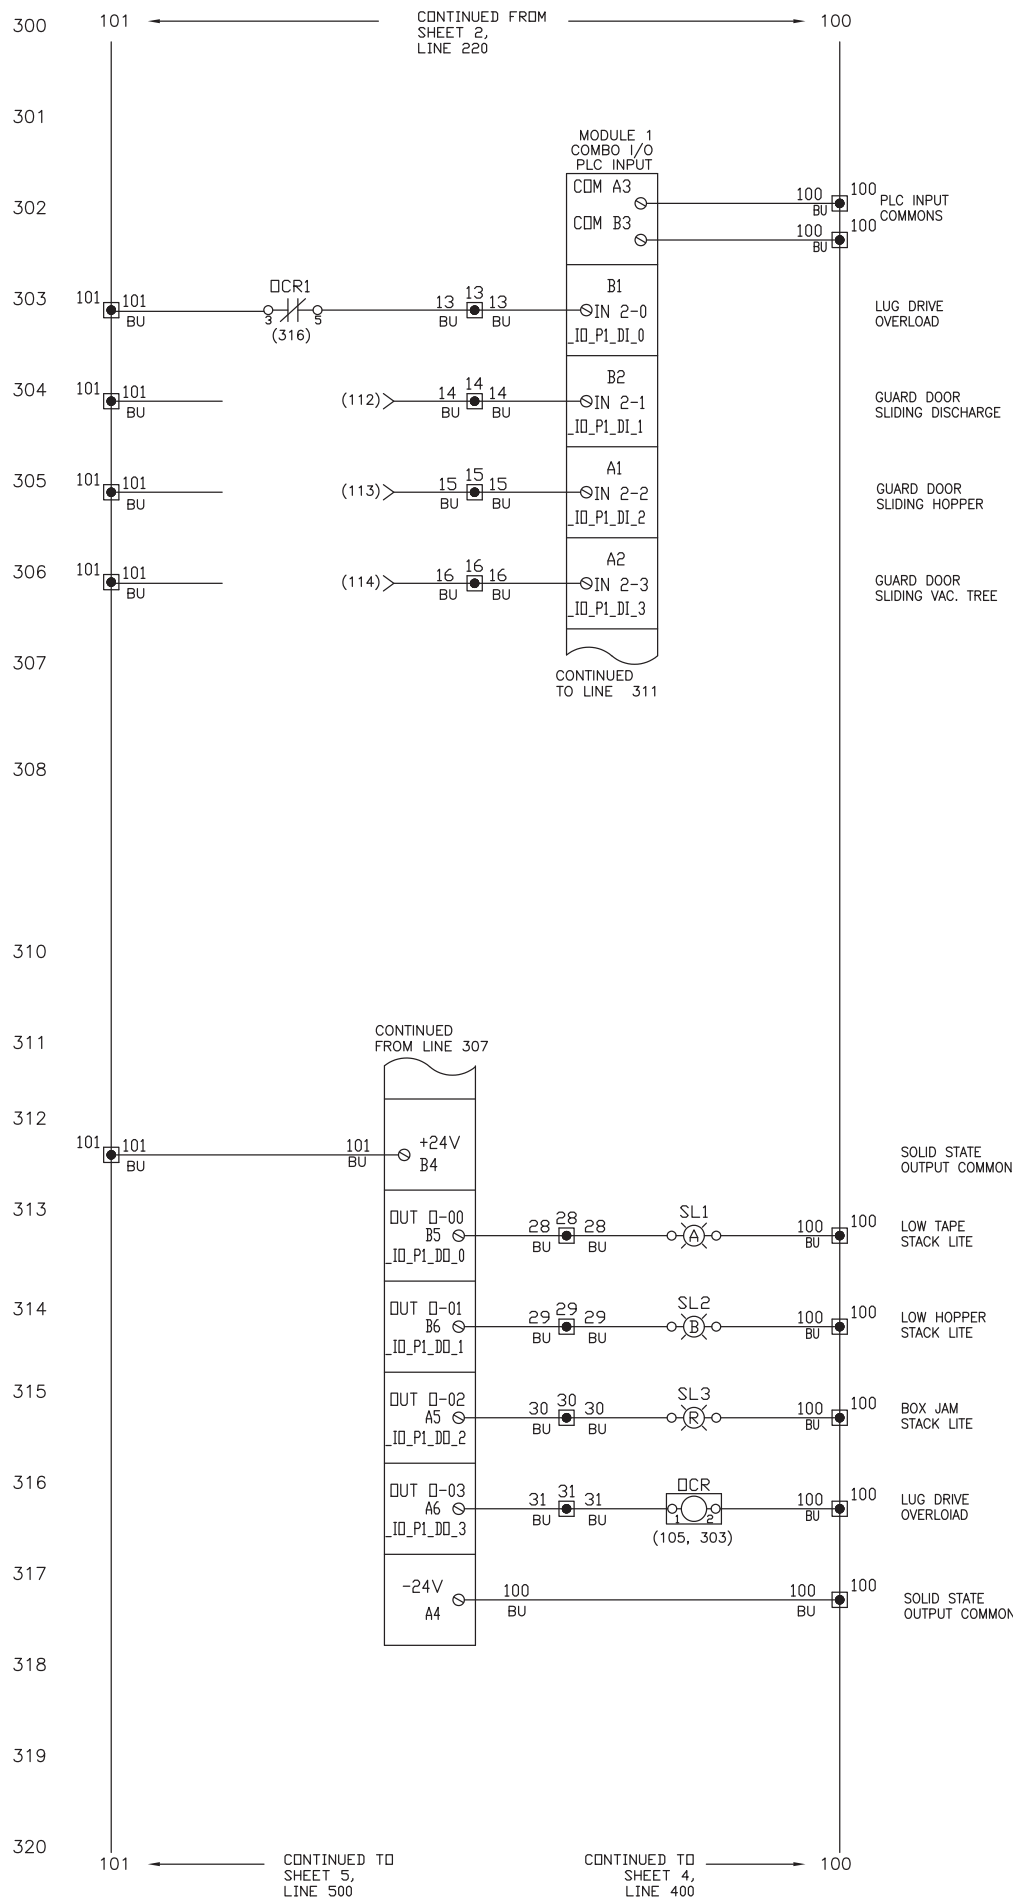 300
101
CONTINUED FROM
SHEET 2,
LINE 220
100
301
MODULE 1
COMBO I/O
PLC INPUT
302
COM A3
100
BU
100
PLC INPUT
COMMONS
COM B3
100
BU
100
303
101
101
BU
OCR1
3 5
(316)
13 13 13
BU BU
B1
IN 2-0
_IO_P1_DI_0
LUG DRIVE
OVERLOAD
304
101
101
BU
(112)
14 14 14
BU BU
B2
IN 2-1
_IO_P1_DI_1
GUARD DOOR
SLIDING DISCHARGE
305
101
101
BU
(113)
15 15 15
BU BU
A1
IN 2-2
_IO_P1_DI_2
GUARD DOOR
SLIDING HOPPER
306
101
101
BU
(114)
16 16 16
BU BU
A2
IN 2-3
_IO_P1_DI_3
GUARD DOOR
SLIDING VAC. TREE
307
CONTINUED
TO LINE 311
308
310
311
CONTINUED
FROM LINE 307
312
101
101
BU
101
BU
+24V
B4
SOLID STATE
OUTPUT COMMON
313
OUT O-00
B5
_IO_P1_DO_0
28 28 28
BU BU
SL1
A
100
BU
100
LOW TAPE
STACK LITE
314
OUT O-01
B6
_IO_P1_DO_1
29 29 29
BU BU
SL2
B
100
BU
100
LOW HOPPER
STACK LITE
315
OUT O-02
A5
_IO_P1_DO_2
30 30 30
BU BU
SL3
R
100
BU
100
BOX JAM
STACK LITE
316
OUT O-03
A6
_IO_P1_DO_3
31 31 31
BU BU
OCR
1 2
(105, 303)
100
BU
100
LUG DRIVE
OVERLOIAD
317
-24V
A4
100
BU
100
BU
100
SOLID STATE
OUTPUT COMMON
318
319
320
101
CONTINUED TO
SHEET 5,
LINE 500
CONTINUED TO
SHEET 4,
LINE 400
100